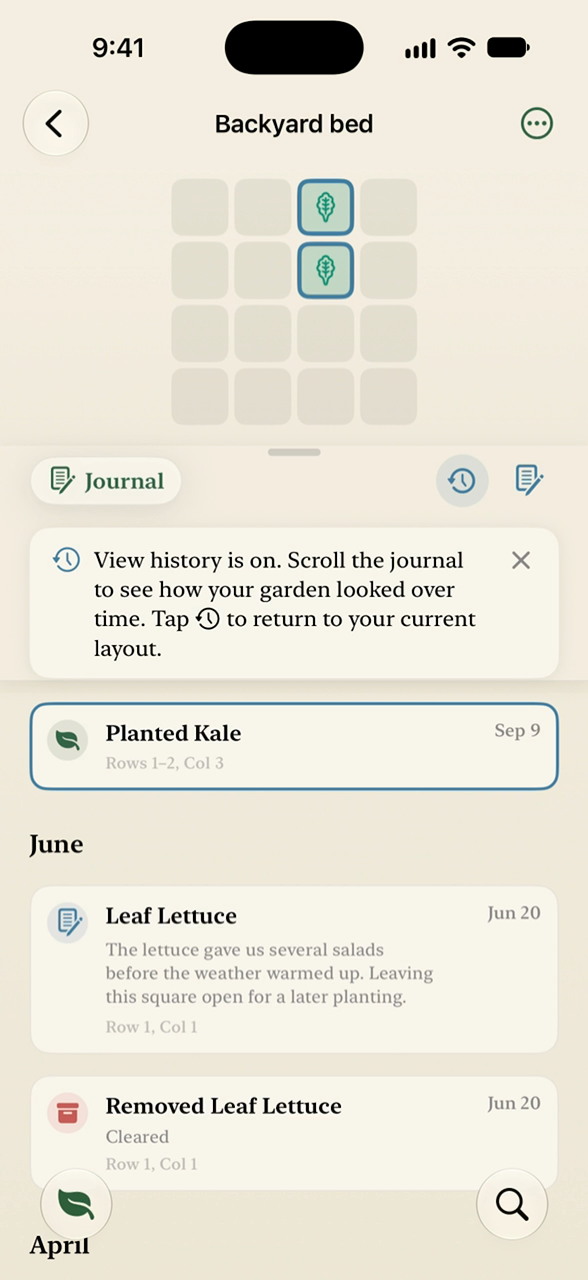 9:41
Backyard bed
Journal
View history is on. Scroll the journal
to see how your garden looked over
time. Tap to return to your current
layout.
Planted Kale
Sep 9
Rows 1–2, Col 3
June
Leaf Lettuce
Jun 20
The lettuce gave us several salads
before the weather warmed up. Leaving
this square open for a later planting.
Row 1, Col 1
Removed Leaf Lettuce
Jun 20
Cleared
Row 1, Col 1
April